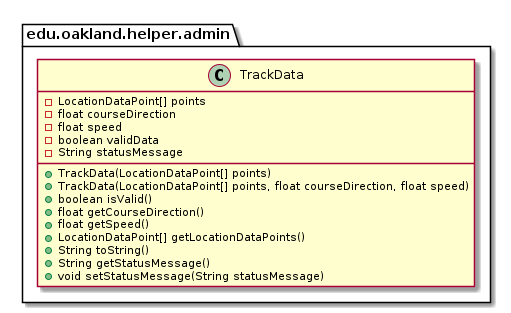 edu.oakland.helper.admin
C TrackData
LocationDataPoint[] points
float courseDirection
float speed
boolean validData
String statusMessage
TrackData(LocationDataPoint[] points)
TrackData(LocationDataPoint[] points, float courseDirection, float speed)
boolean isValid()
float getCourseDirection()
float getSpeed()
LocationDataPoint[] getLocationDataPoints()
String toString()
String getStatusMessage()
void setStatusMessage(String statusMessage)